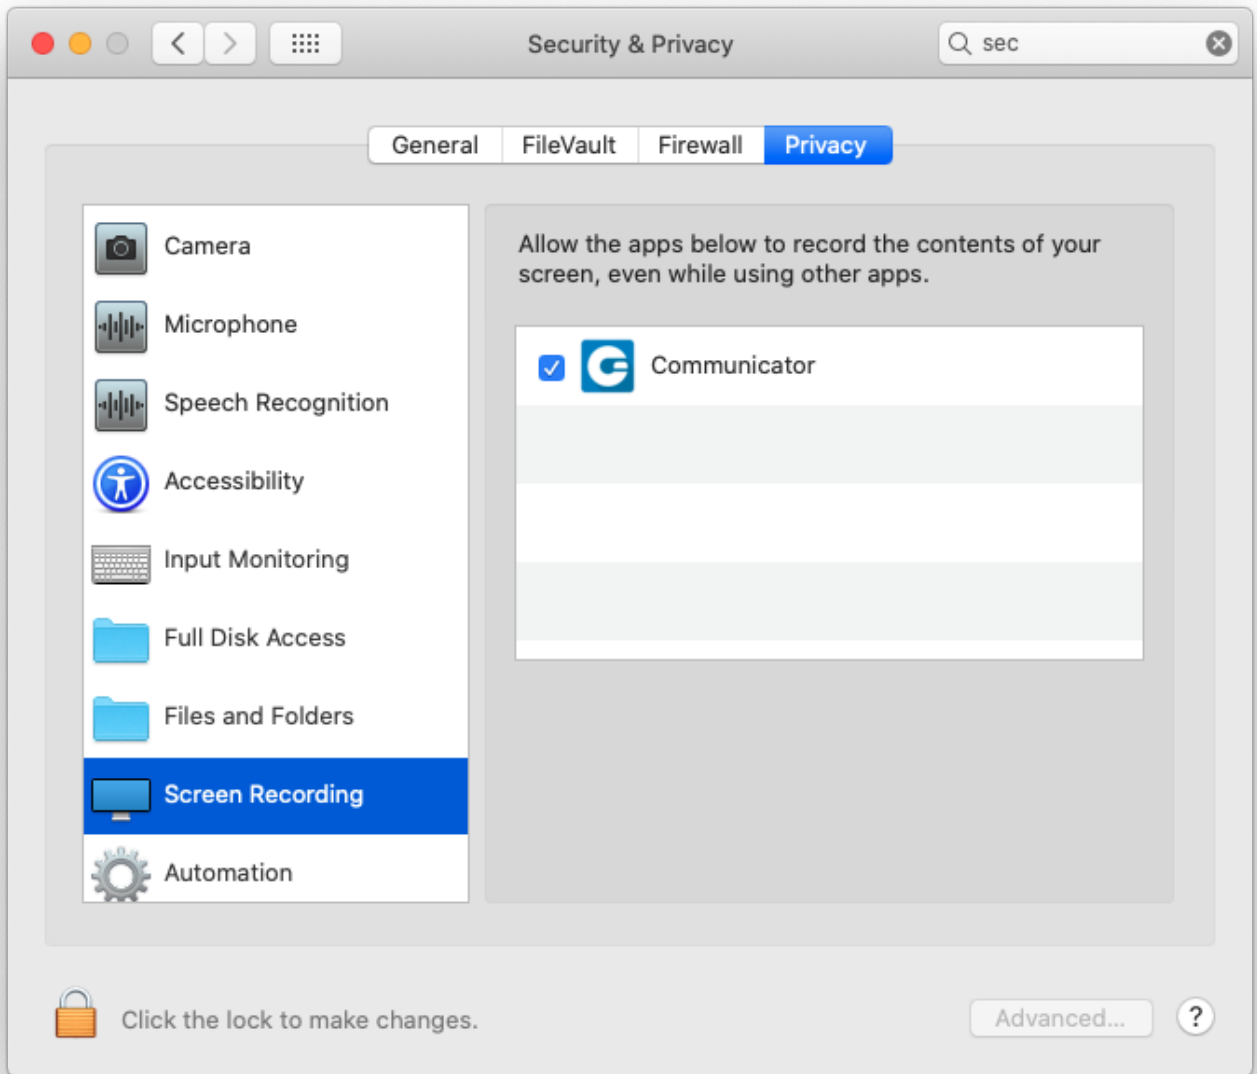 Security & Privacy
sec
General
FileVault
Firewall
Privacy
Camera
Microphone
Speech Recognition
Accessibility
Input Monitoring
Full Disk Access
Files and Folders
Screen Recording
Automation
Allow the apps below to record the contents of your
screen, even while using other apps.
Communicator
Click the lock to make changes.
Advanced...
?